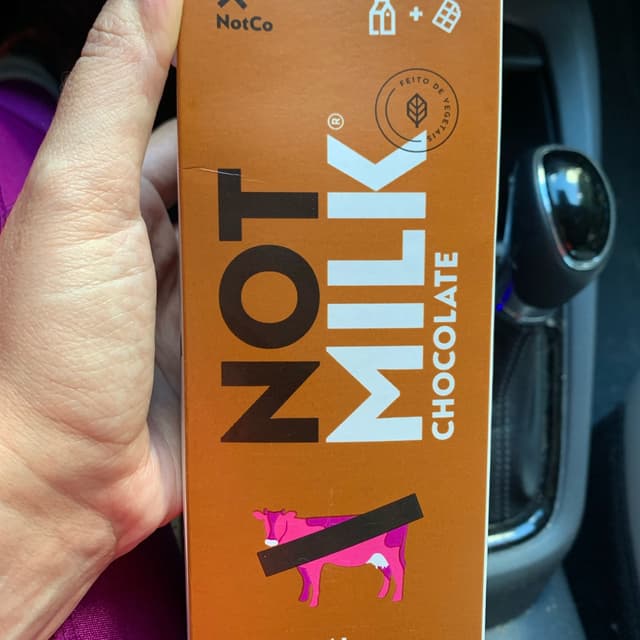 NotCo
FEITO DE VEGETAIS
NOT
MILK®
CHOCOLATE